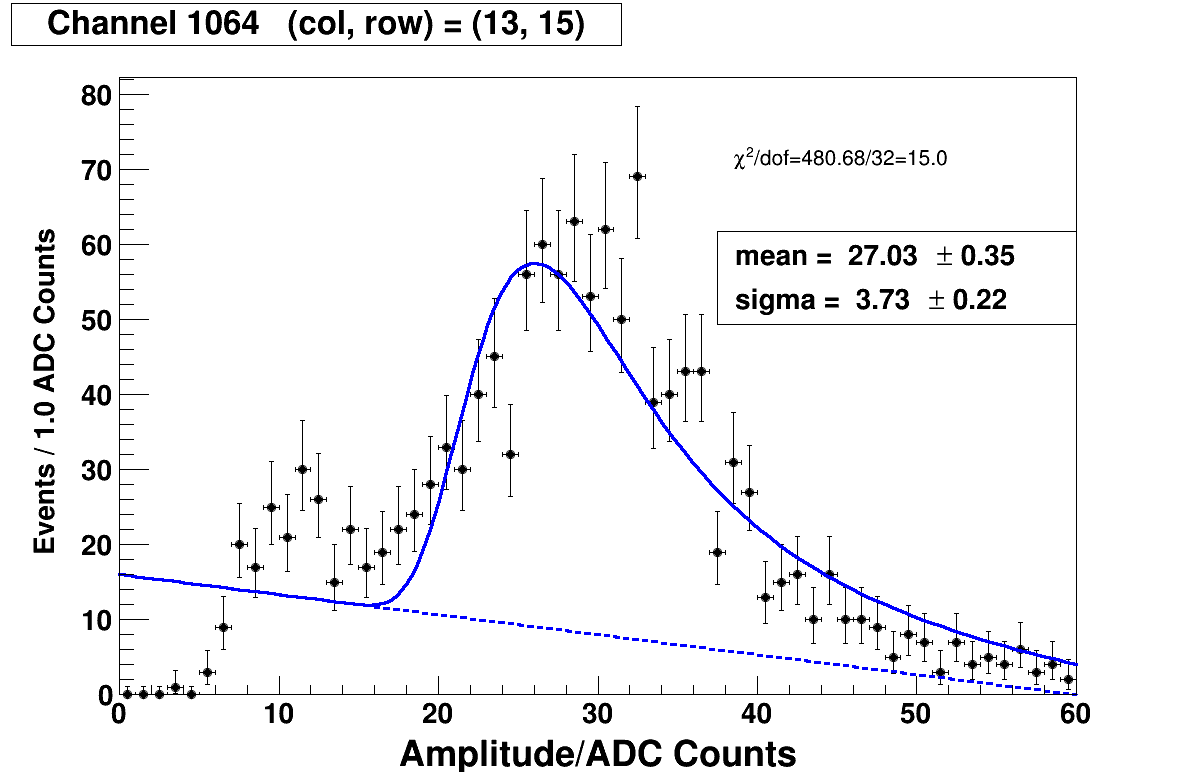 Channel 1064 (col, row) = (13, 15)
80
70
60
50
40
30
20
10
0
Events / 1.0 ADC Counts
χ²/dof=480.68/32=15.0
mean = 27.03 ± 0.35
sigma = 3.73 ± 0.22
0 10 20 30 40 50 60
Amplitude/ADC Counts